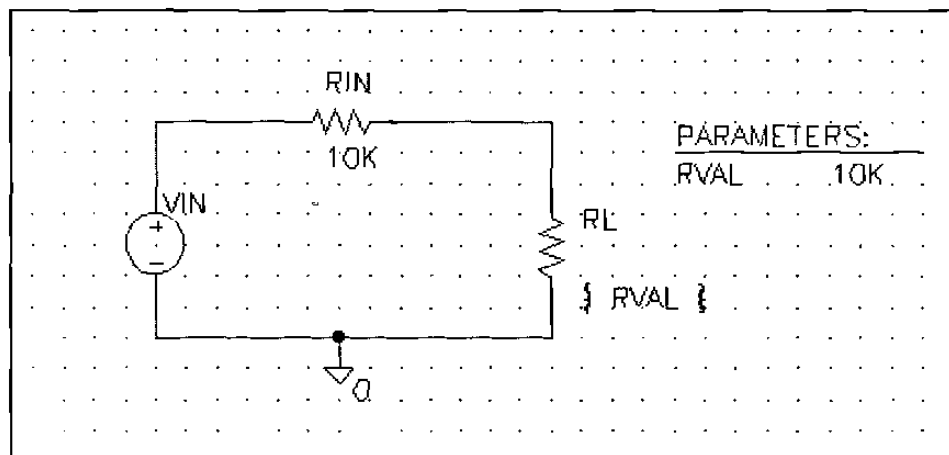 RIN
10K
PARAMETERS:
RVAL 10K
VIN
+
−
RL
{ RVAL }
0